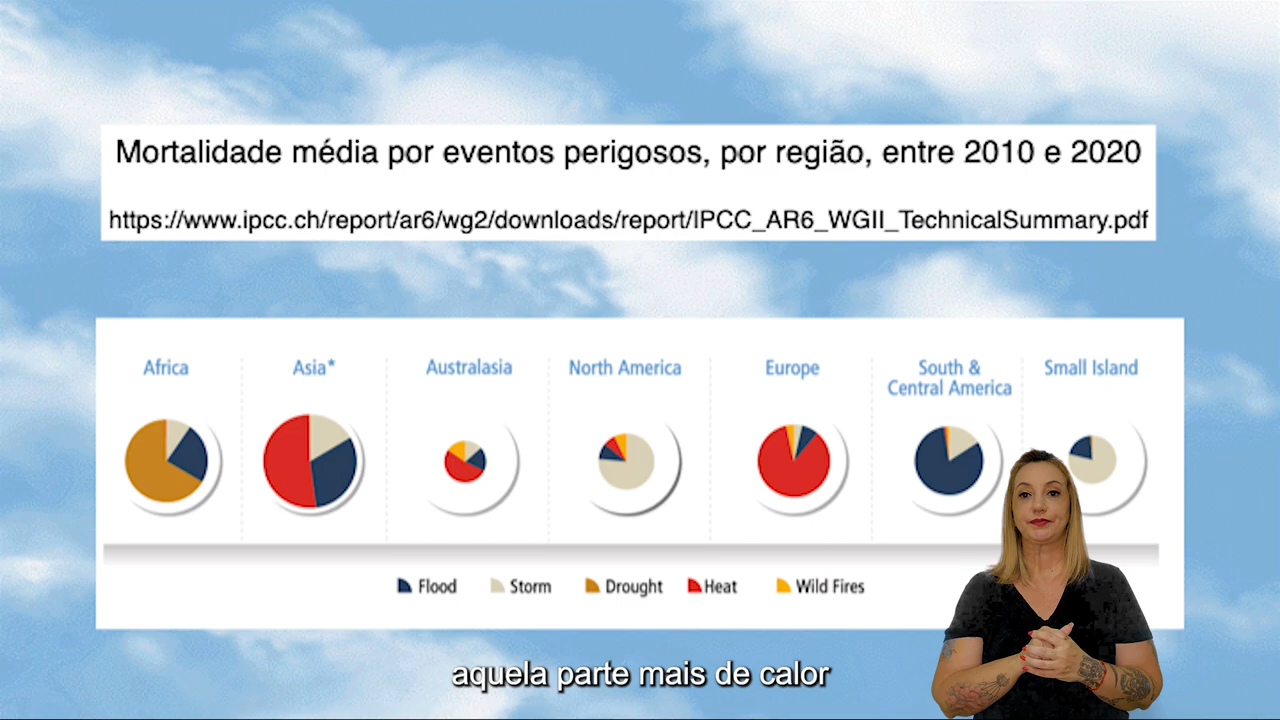 Mortalidade média por eventos perigosos, por região, entre 2010 e 2020
https://www.ipcc.ch/report/ar6/wg2/downloads/report/IPCC_AR6_WGII_TechnicalSummary.pdf
Africa
Asia*
Australasia
North America
Europe
South &
Central America
Small Island
Flood
Storm
Drought
Heat
Wild Fires
aquela parte mais de calor